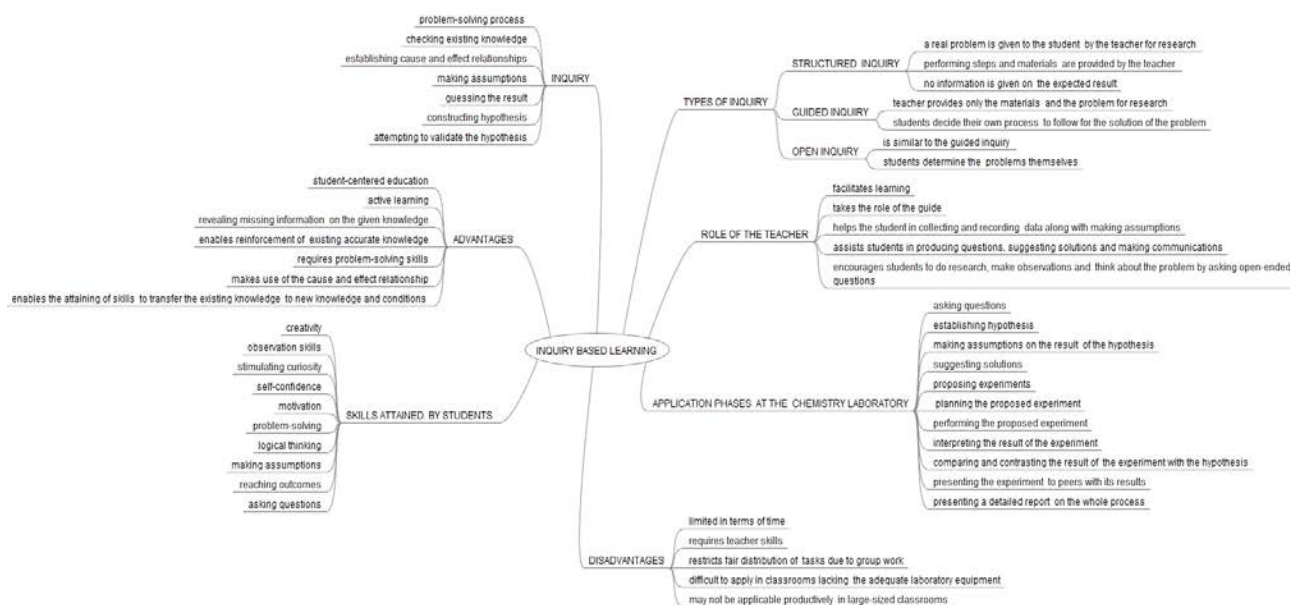 INQUIRY BASED LEARNING
INQUIRY
problem-solving process
checking existing knowledge
establishing cause and effect relationships
making assumptions
guessing the result
constructing hypothesis
attempting to validate the hypothesis
ADVANTAGES
student-centered education
active learning
revealing missing information on the given knowledge
enables reinforcement of existing accurate knowledge
requires problem-solving skills
makes use of the cause and effect relationship
enables the attaining of skills to transfer the existing knowledge to new knowledge and conditions
SKILLS ATTAINED BY STUDENTS
creativity
observation skills
stimulating curiosity
self-confidence
motivation
problem-solving
logical thinking
making assumptions
reaching outcomes
asking questions
TYPES OF INQUIRY
STRUCTURED INQUIRY
a real problem is given to the student by the teacher for research
performing steps and materials are provided by the teacher
no information is given on the expected result
GUIDED INQUIRY
teacher provides only the materials and the problem for research
students decide their own process to follow for the solution of the problem
OPEN INQUIRY
is similar to the guided inquiry
students determine the problems themselves
ROLE OF THE TEACHER
facilitates learning
takes the role of the guide
helps the student in collecting and recording data along with making assumptions
assists students in producing questions, suggesting solutions and making communications
encourages students to do research, make observations and think about the problem by asking open-ended
questions
APPLICATION PHASES AT THE CHEMISTRY LABORATORY
asking questions
establishing hypothesis
making assumptions on the result of the hypothesis
suggesting solutions
proposing experiments
planning the proposed experiment
performing the proposed experiment
interpreting the result of the experiment
comparing and contrasting the result of the experiment with the hypothesis
presenting the experiment to peers with its results
presenting a detailed report on the whole process
DISADVANTAGES
limited in terms of time
requires teacher skills
restricts fair distribution of tasks due to group work
difficult to apply in classrooms lacking the adequate laboratory equipment
may not be applicable productively in large-sized classrooms